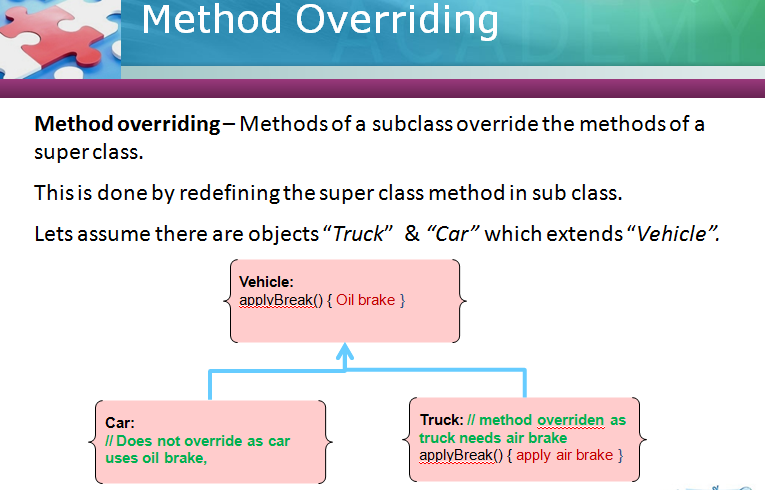 Method Overriding
ACADEMY
Method overriding – Methods of a subclass override the methods of a
super class.
This is done by redefining the super class method in sub class.
Lets assume there are objects “Truck” & “Car” which extends “Vehicle”.
Vehicle:
applyBreak() { Oil brake }
Car:
// Does not override as car
uses oil brake,
Truck: // method overriden as
truck needs air brake
applyBreak() { apply air brake }